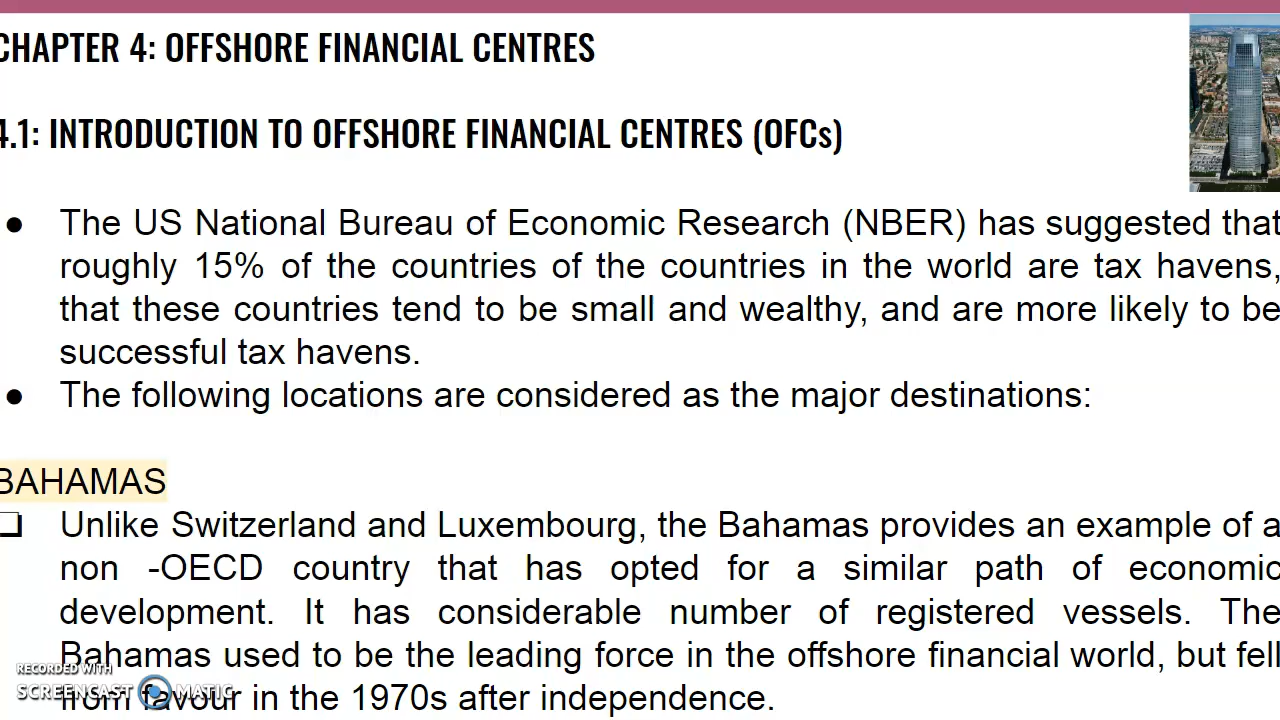 CHAPTER 4: OFFSHORE FINANCIAL CENTRES
4.1: INTRODUCTION TO OFFSHORE FINANCIAL CENTRES (OFCs)
● The US National Bureau of Economic Research (NBER) has suggested that
roughly 15% of the countries of the countries in the world are tax havens,
that these countries tend to be small and wealthy, and are more likely to be
successful tax havens.
● The following locations are considered as the major destinations:
BAHAMAS
❏ Unlike Switzerland and Luxembourg, the Bahamas provides an example of a
non -OECD country that has opted for a similar path of economic
development. It has considerable number of registered vessels. The
Bahamas used to be the leading force in the offshore financial world, but fell
from favour in the 1970s after independence.
RECORDED WITH
SCREENCAST MATIC